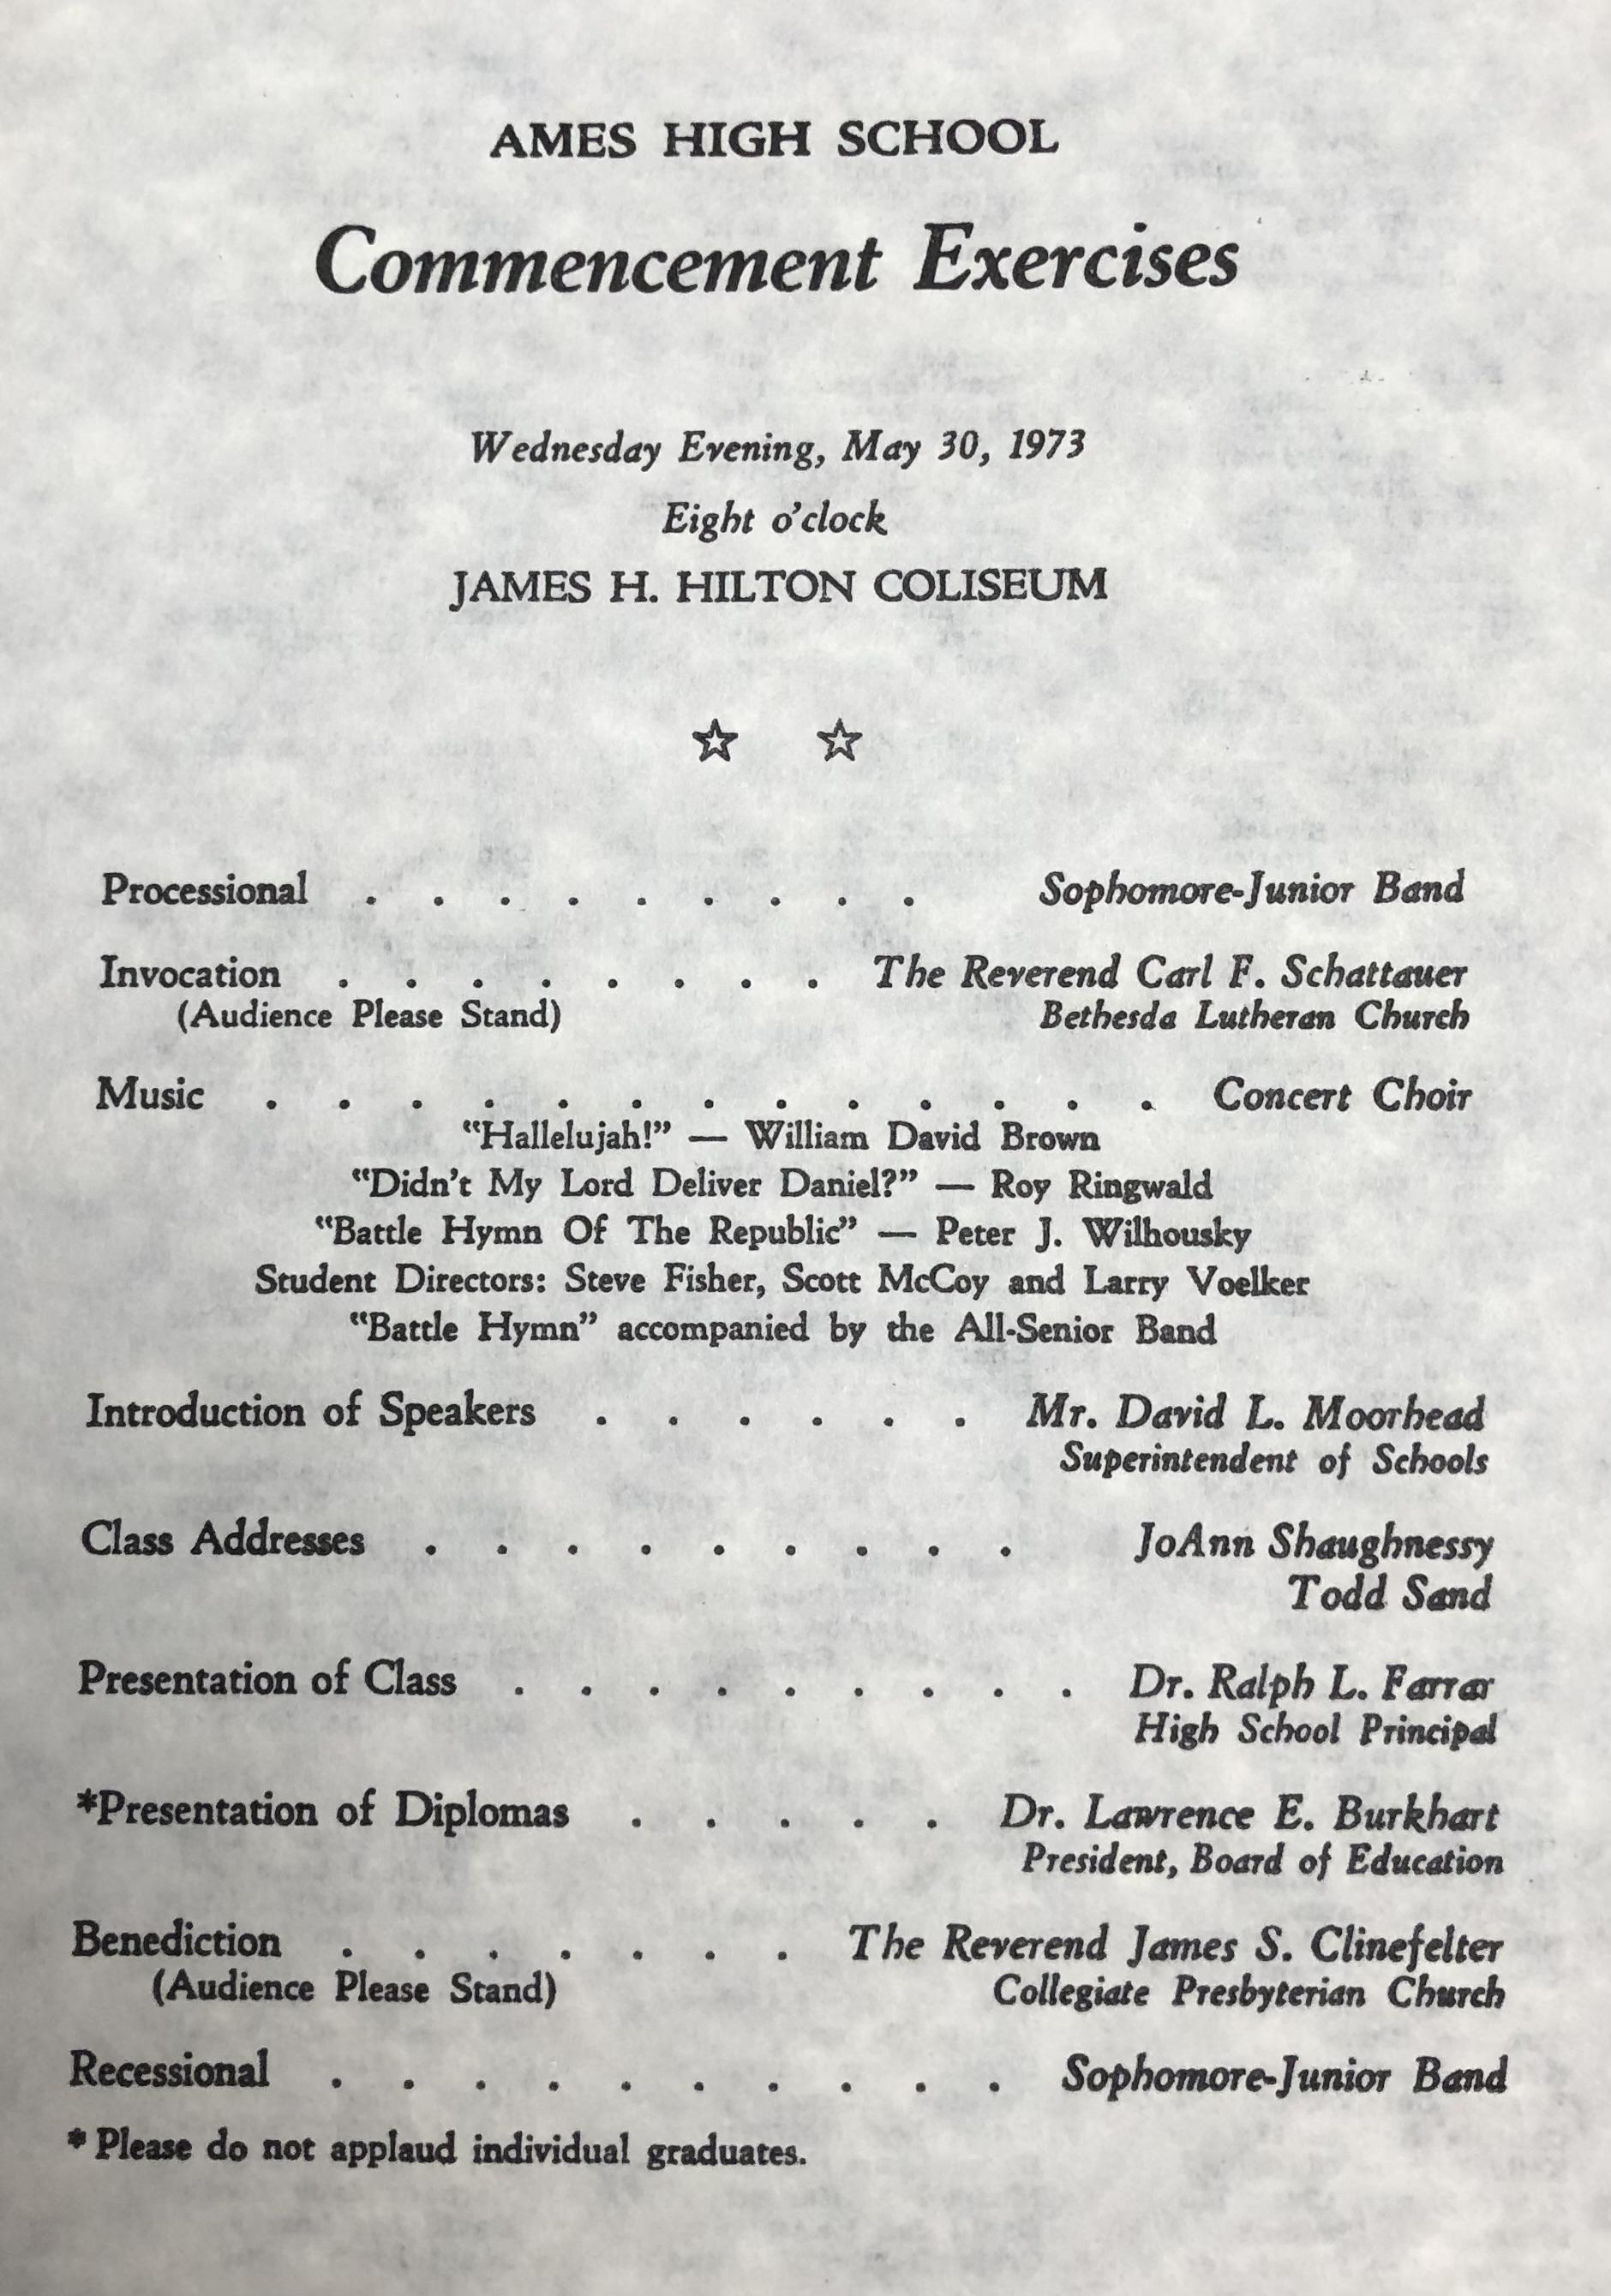 AMES HIGH SCHOOL
Commencement Exercises
Wednesday Evening, May 30, 1973
Eight o'clock
JAMES H. HILTON COLISEUM
☆ ☆
Processional . . . . . . . . . Sophomore-Junior Band
Invocation . . . . . . . . The Reverend Carl F. Schattauer
(Audience Please Stand) Bethesda Lutheran Church
Music . . . . . . . . . . . . . Concert Choir
"Hallelujah!" — William David Brown
"Didn't My Lord Deliver Daniel?" — Roy Ringwald
"Battle Hymn Of The Republic" — Peter J. Wilhousky
Student Directors: Steve Fisher, Scott McCoy and Larry Voelker
"Battle Hymn" accompanied by the All-Senior Band
Introduction of Speakers . . . . . . Mr. David L. Moorhead
Superintendent of Schools
Class Addresses . . . . . . . . . JoAnn Shaughnessy
Todd Sand
Presentation of Class . . . . . . . . . Dr. Ralph L. Farrar
High School Principal
*Presentation of Diplomas . . . . . Dr. Lawrence E. Burkhart
President, Board of Education
Benediction . . . . . . . The Reverend James S. Clinefelter
(Audience Please Stand) Collegiate Presbyterian Church
Recessional . . . . . . . . . . Sophomore-Junior Band
* Please do not applaud individual graduates.